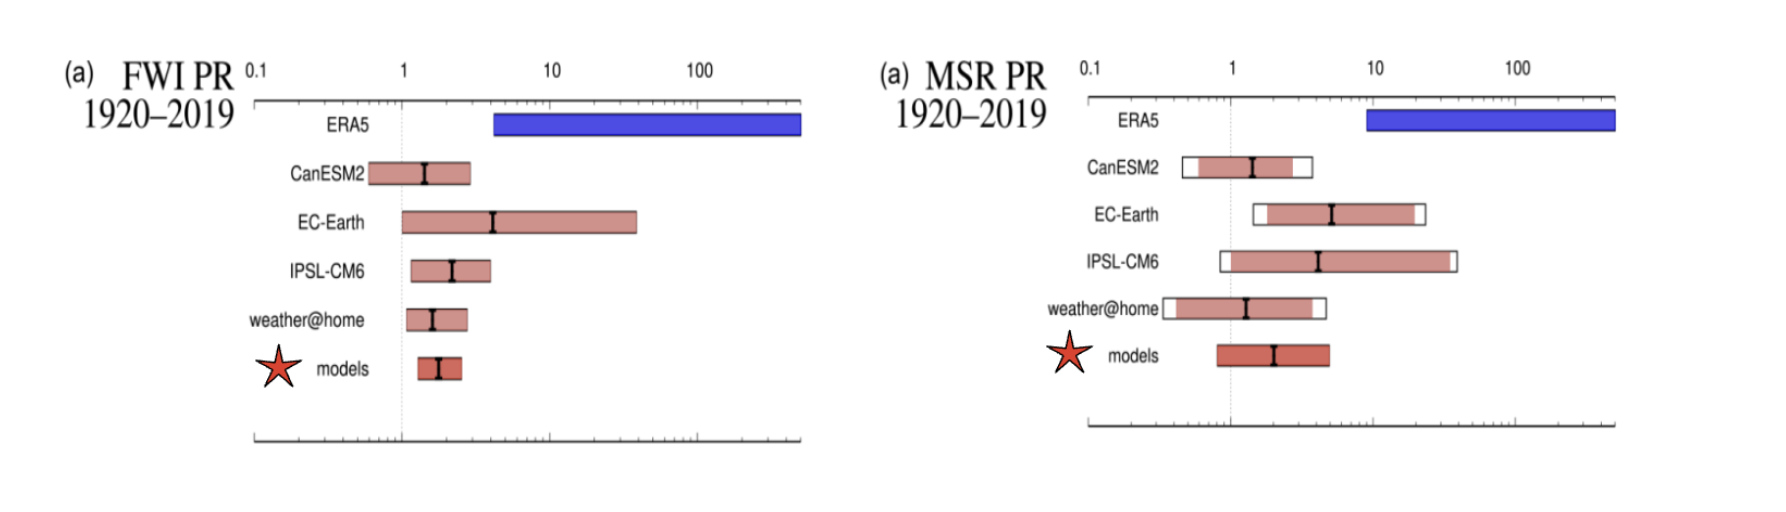 (a) FWI PR 0.1 1 10 100
1920–2019
ERA5
CanESM2
EC-Earth
IPSL-CM6
weather@home
models
(a) MSR PR 0.1 1 10 100
1920–2019
ERA5
CanESM2
EC-Earth
IPSL-CM6
weather@home
models